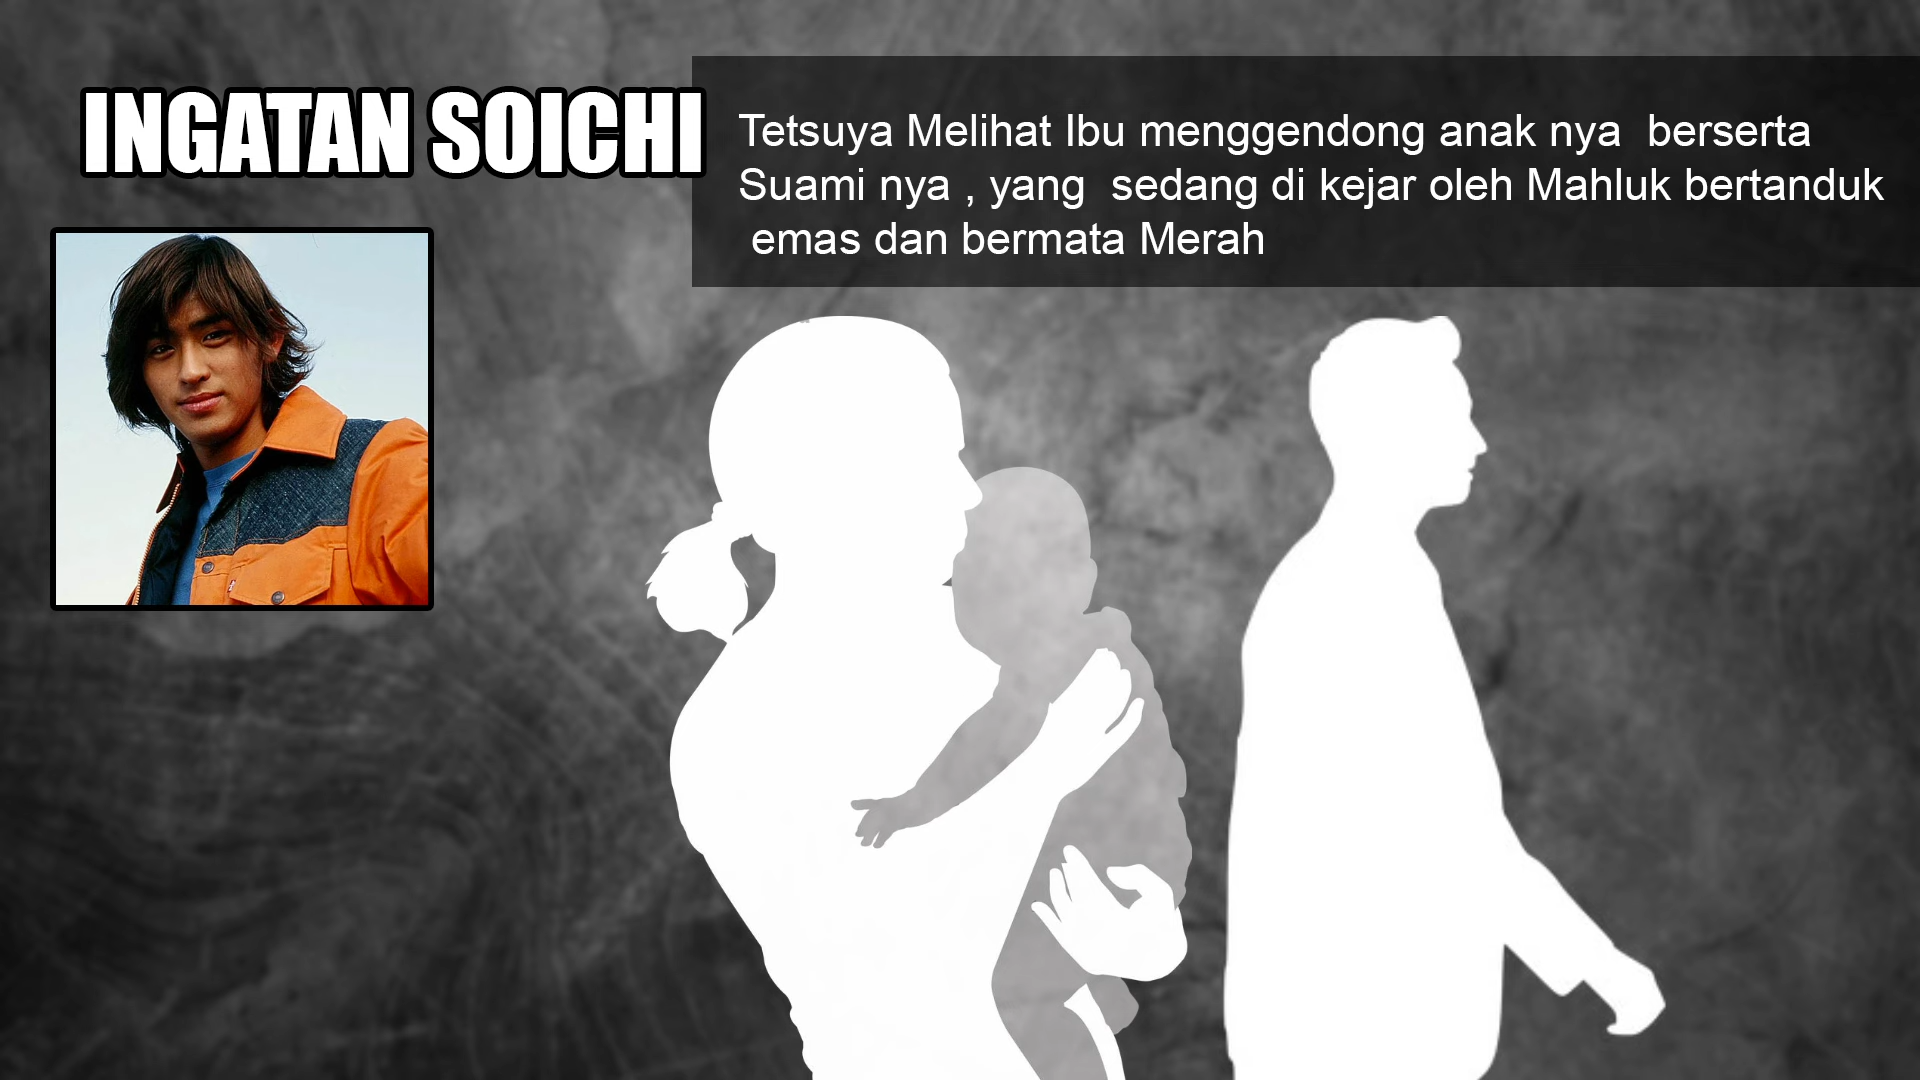 INGATAN SOICHI
Tetsuya Melihat Ibu menggendong anak nya  berserta
Suami nya , yang  sedang di kejar oleh Mahluk bertanduk
emas dan bermata Merah